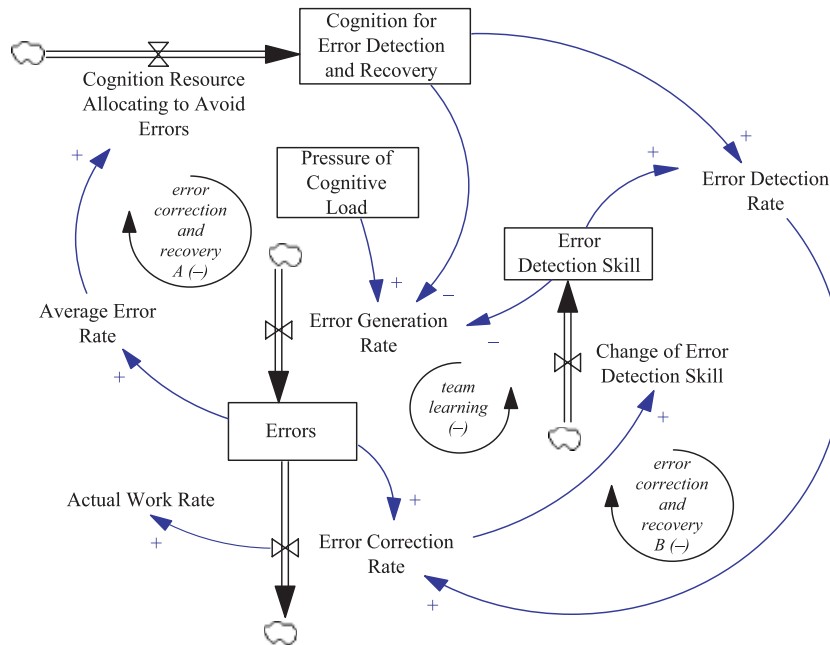 Cognition for
Error Detection
and Recovery
Cognition Resource
Allocating to Avoid
Errors
+
+
Pressure of
Cognitive
Load
+
Error Detection
Rate
error
correction
and
recovery
A (–)
Error
Detection Skill
+
–
Average Error
Rate
Error Generation
Rate
–
Change of Error
Detection Skill
+
team
learning
(–)
+
Errors
error
correction
and
recovery
B (–)
Actual Work Rate
+
+
Error Correction
Rate
+